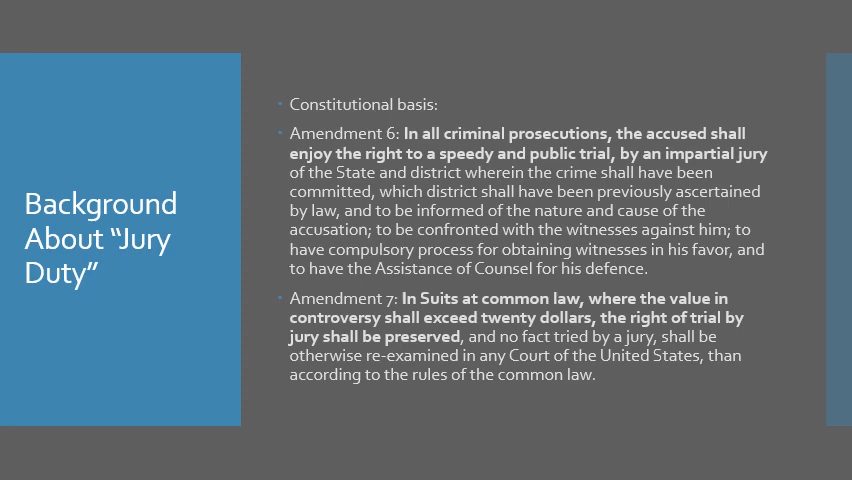 Background
About “Jury
Duty”
Constitutional basis:
Amendment 6: In all criminal prosecutions, the accused shall
enjoy the right to a speedy and public trial, by an impartial jury
of the State and district wherein the crime shall have been
committed, which district shall have been previously ascertained
by law, and to be informed of the nature and cause of the
accusation; to be confronted with the witnesses against him; to
have compulsory process for obtaining witnesses in his favor, and
to have the Assistance of Counsel for his defence.
Amendment 7: In Suits at common law, where the value in
controversy shall exceed twenty dollars, the right of trial by
jury shall be preserved, and no fact tried by a jury, shall be
otherwise re-examined in any Court of the United States, than
according to the rules of the common law.